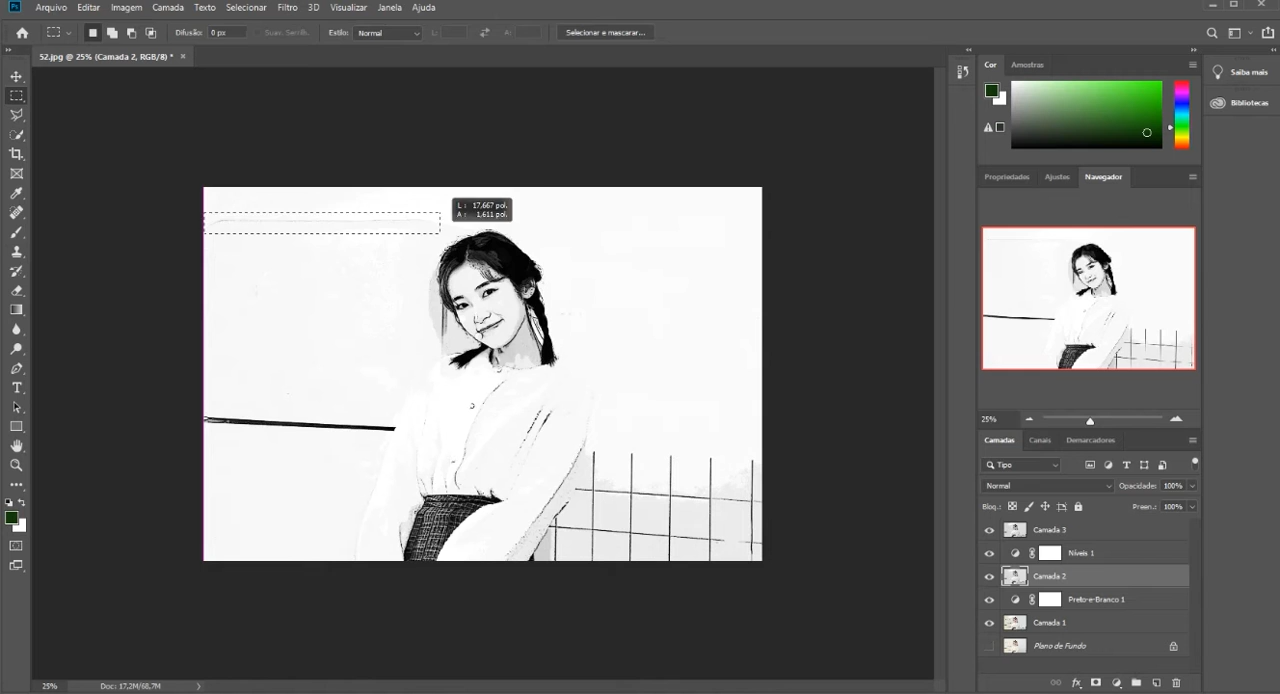 Ps Arquivo Editar Imagem Camada Texto Selecionar Filtro 3D Visualizar Janela Ajuda
Difusão: 0 px Suav. Serrilh. Estilo: Normal L: A: Selecionar e mascarar...
52.jpg @ 25% (Camada 2, RGB/8) *
Cor Amostras
Saiba mais
Bibliotecas
Propriedades Ajustes Navegador
L: 17,667 pol.
A: 1,611 pol.
25%
Camadas Canais Demarcadores
Tipo
Normal Opacidade: 100%
Bloq.: Preen.: 100%
Camada 3
Níveis 1
Camada 2
Preto-e-Branco 1
Camada 1
Plano de Fundo
25% Doc: 17,2M/68,7M